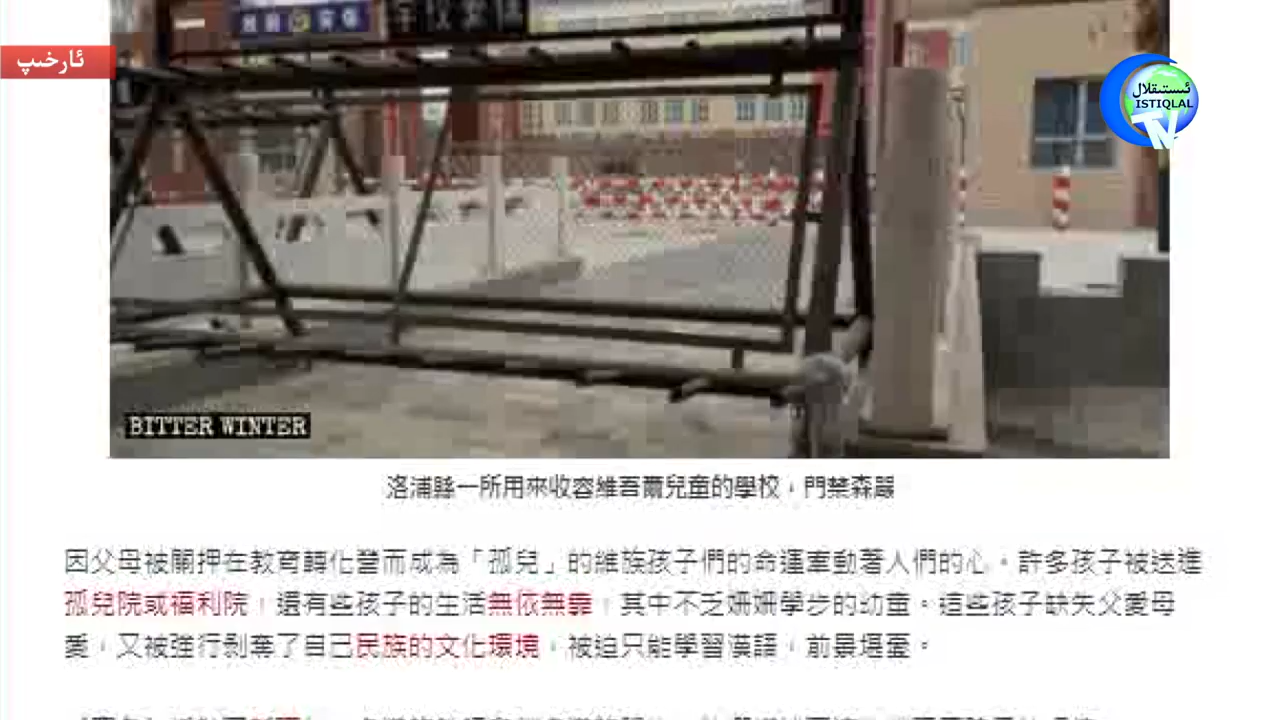 ئارخىپ
ئىستىقلال
ISTIQLAL
TV
BITTER WINTER
洛浦縣一所用來收容維吾爾兒童的學校，門禁森嚴
因父母被關押在教育轉化營而成為「孤兒」的維族孩子們的命運牽動著人們的心。許多孩子被送進
孤兒院或福利院，還有些孩子的生活無依無靠，其中不乏姍姍學步的幼童。這些孩子缺失父愛母
愛，又被強行剝奪了自己民族的文化環境，被迫只能學習漢語，前景堪憂。